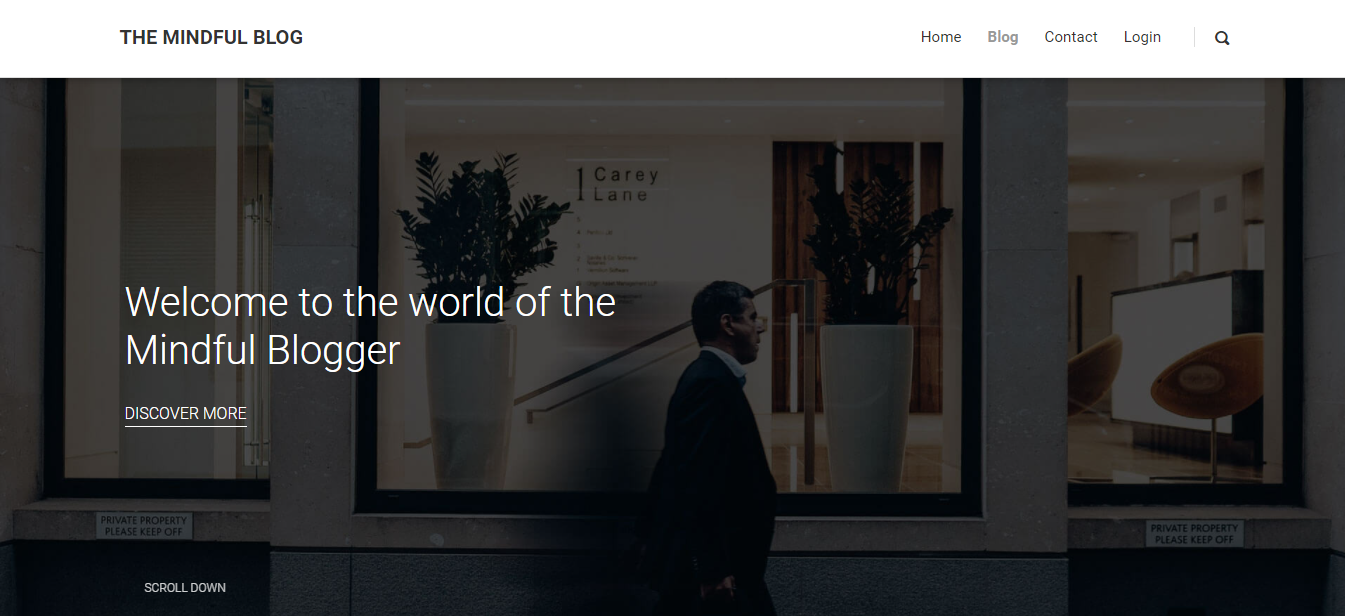 THE MINDFUL BLOG
Home Blog Contact Login
1 Carey
Lane
Welcome to the world of the
Mindful Blogger
DISCOVER MORE
PRIVATE PROPERTY
PLEASE KEEP OFF
PRIVATE PROPERTY
PLEASE KEEP OFF
SCROLL DOWN